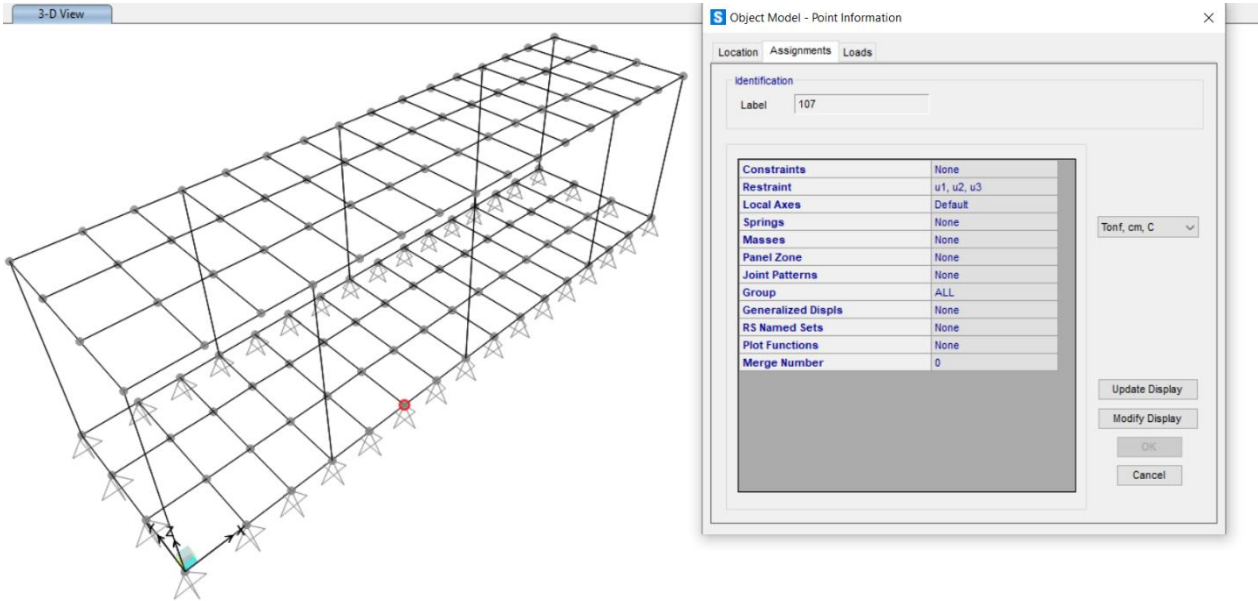 3-D View
Y Z X
S Object Model - Point Information
Location Assignments Loads
Identification
Label 107
Constraints None
Restraint u1, u2, u3
Local Axes Default
Springs None
Masses None
Panel Zone None
Joint Patterns None
Group ALL
Generalized Displs None
RS Named Sets None
Plot Functions None
Merge Number 0
Tonf, cm, C
Update Display
Modify Display
OK
Cancel